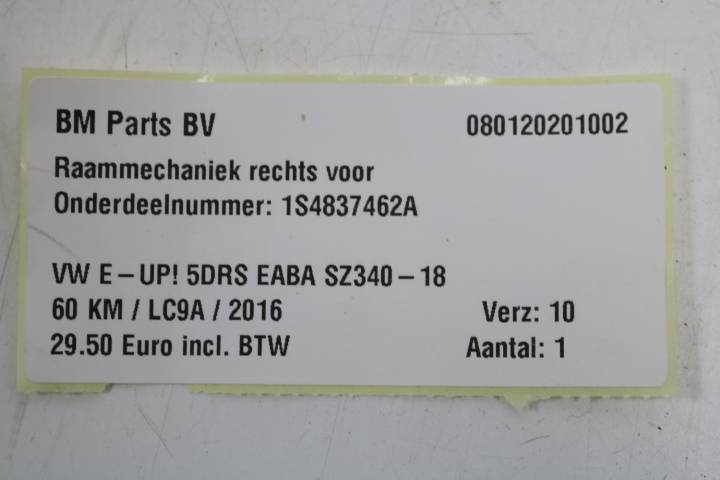 BM Parts BV 080120201002
Raammechaniek rechts voor
Onderdeelnummer: 1S4837462A
VW E-UP! 5DRS EABA SZ340-18
60 KM / LC9A / 2016 Verz: 10
29.50 Euro incl. BTW Aantal: 1